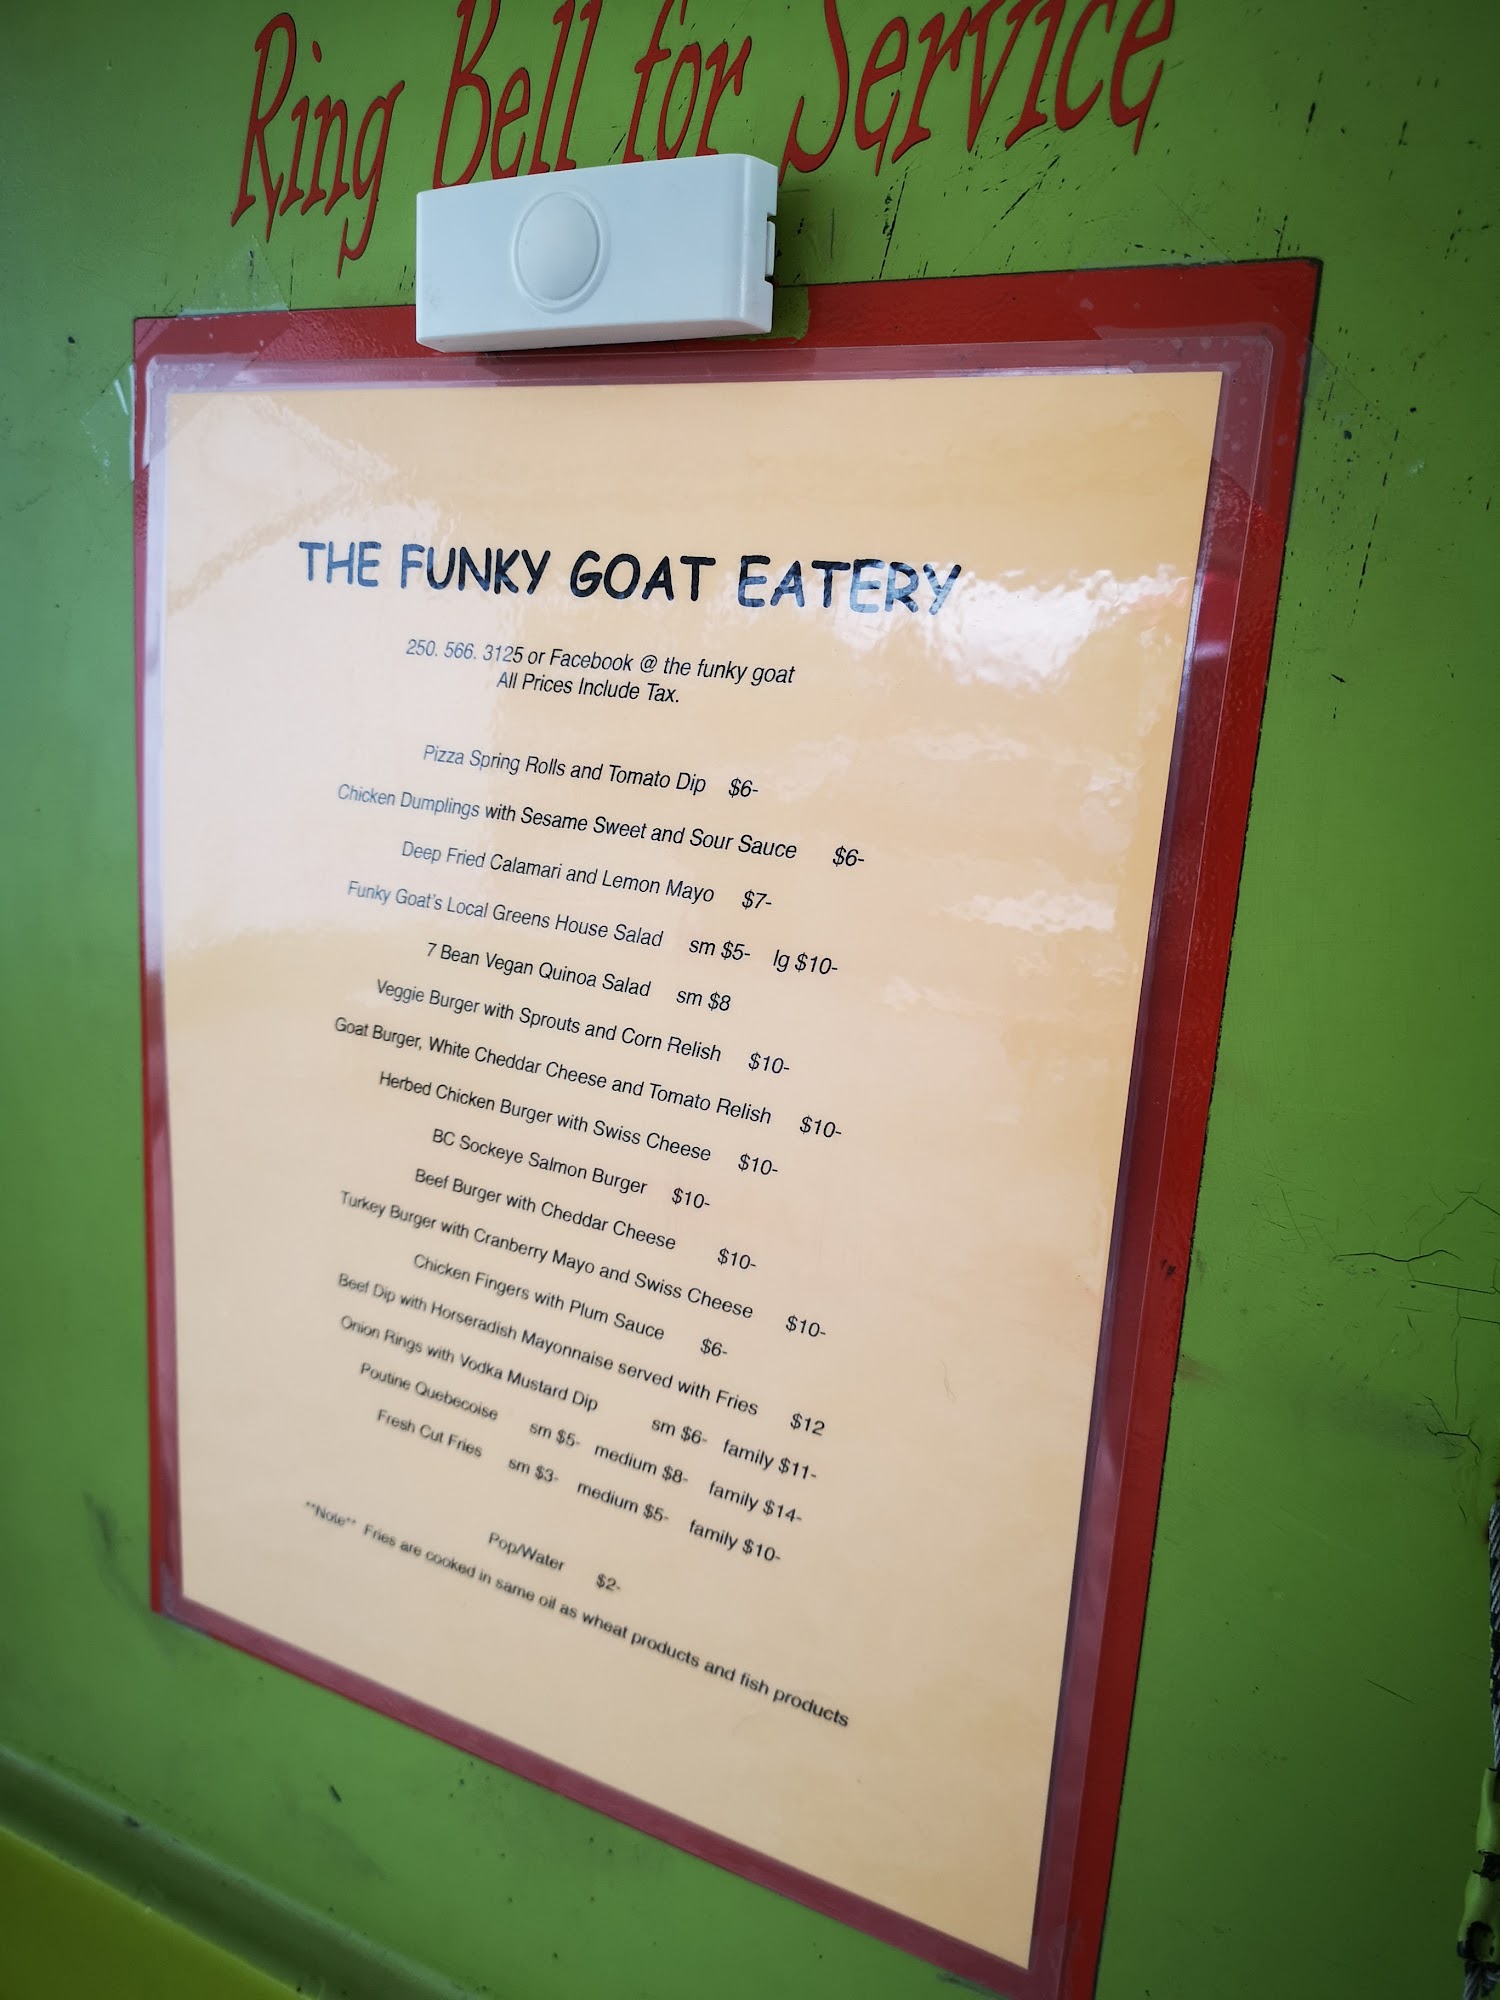 Ring Bell for Service
THE FUNKY GOAT EATERY
250. 566. 3125 or Facebook @ the funky goat
All Prices Include Tax.
Pizza Spring Rolls and Tomato Dip $6-
Chicken Dumplings with Sesame Sweet and Sour Sauce $6-
Deep Fried Calamari and Lemon Mayo $7-
Funky Goat's Local Greens House Salad sm $5- lg $10-
7 Bean Vegan Quinoa Salad sm $8
Veggie Burger with Sprouts and Corn Relish $10-
Goat Burger, White Cheddar Cheese and Tomato Relish $10-
Herbed Chicken Burger with Swiss Cheese $10-
BC Sockeye Salmon Burger $10-
Beef Burger with Cheddar Cheese $10-
Turkey Burger with Cranberry Mayo and Swiss Cheese $10-
Chicken Fingers with Plum Sauce $6-
Beef Dip with Horseradish Mayonnaise served with Fries $12
Onion Rings with Vodka Mustard Dip sm $6- family $11-
Poutine Quebecoise sm $5- medium $8- family $14-
Fresh Cut Fries sm $3- medium $5- family $10-
Pop/Water $2-
**Note** Fries are cooked in same oil as wheat products and fish products